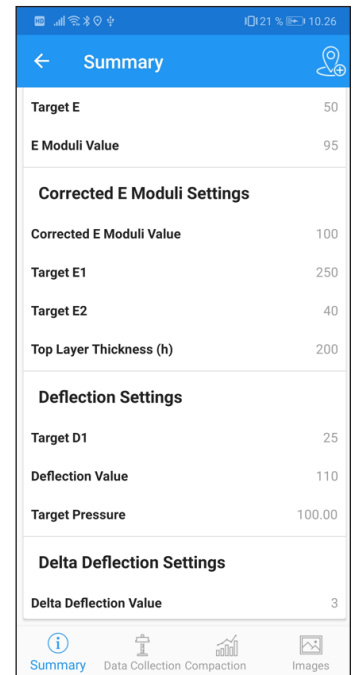 HD 21 % 10.26
Summary
Target E 50
E Moduli Value 95
Corrected E Moduli Settings
Corrected E Moduli Value 100
Target E1 250
Target E2 40
Top Layer Thickness (h) 200
Deflection Settings
Target D1 25
Deflection Value 110
Target Pressure 100.00
Delta Deflection Settings
Delta Deflection Value 3
Summary Data Collection Compaction Images